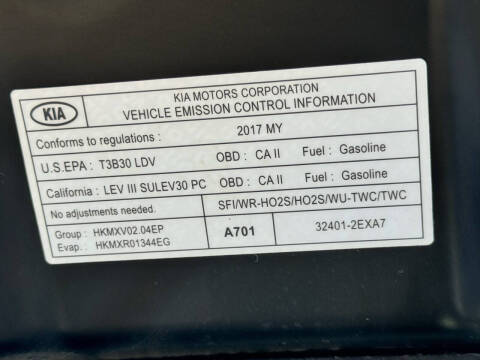 KIA
KIA MOTORS CORPORATION
VEHICLE EMISSION CONTROL INFORMATION
Conforms to regulations : 2017 MY
U.S.EPA : T3B30 LDV OBD : CA II Fuel : Gasoline
California : LEV III SULEV30 PC OBD : CA II Fuel : Gasoline
No adjustments needed. SFI/WR-HO2S/HO2S/WU-TWC/TWC
Group : HKMXV02.04EP
Evap. : HKMXR01344EG
A701 32401-2EXA7